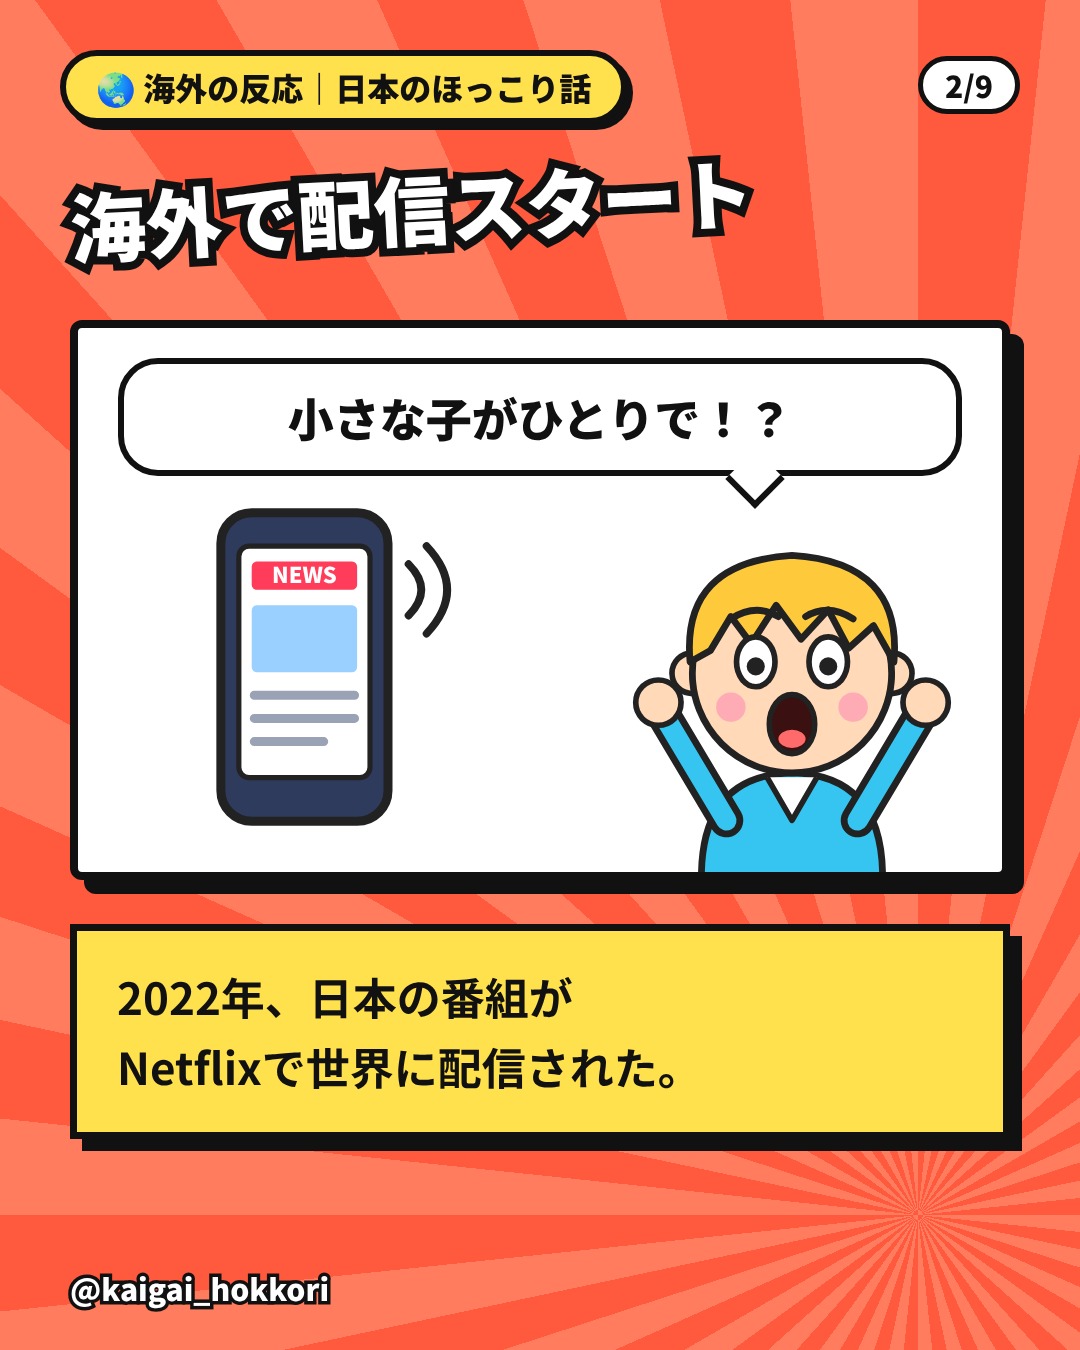 🌏 海外の反応｜日本のほっこり話
2/9
海外で配信スタート
小さな子がひとりで！？
NEWS
2022年、日本の番組が
Netflixで世界に配信された。
@kaigai_hokkori